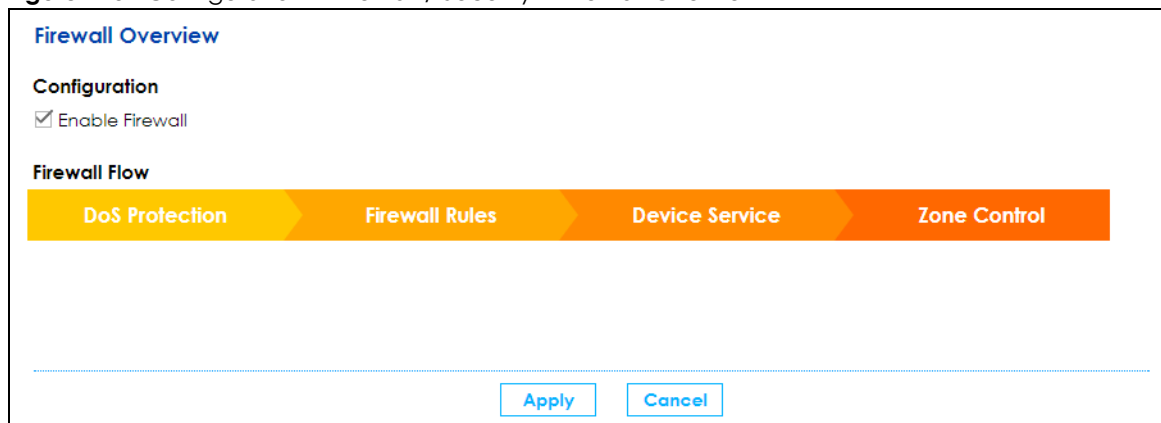 Firewall Overview
Configuration
Enable Firewall
Firewall Flow
DoS Protection
Firewall Rules
Device Service
Zone Control
Apply
Cancel